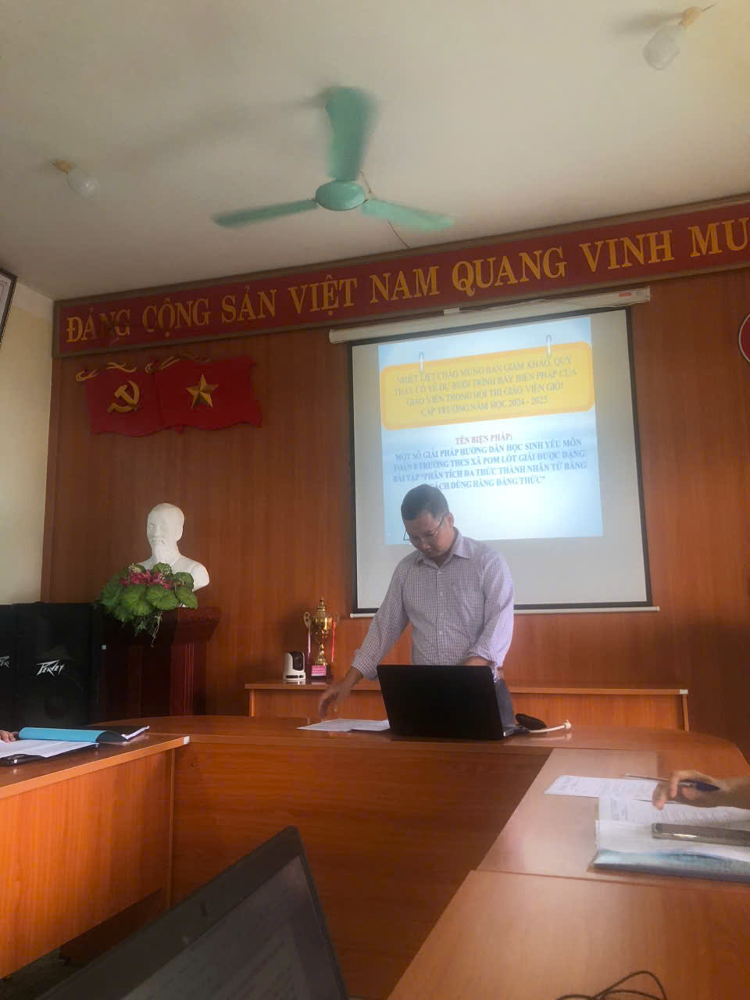 ĐẢNG CỘNG SẢN VIỆT NAM QUANG VINH MU
NHIỆT LIỆT CHÀO MỪNG BAN GIÁM KHẢO, QUÝ
THẦY CÔ VỀ DỰ BUỔI TRÌNH BÀY BIỆN PHÁP CỦA
GIÁO VIÊN TRONG HỘI THI GIÁO VIÊN GIỎI
CẤP TRƯỜNG NĂM HỌC 2024 - 2025
TÊN BIỆN PHÁP:
MỘT SỐ GIẢI PHÁP HƯỚNG DẪN HỌC SINH YẾU MÔN
TOÁN 8 TRƯỜNG THCS XÃ POM LÓT GIẢI ĐƯỢC DẠNG
BÀI TẬP "PHÂN TÍCH ĐA THỨC THÀNH NHÂN TỬ BẰNG
CÁCH DÙNG HẰNG ĐẲNG THỨC"
PEAVEY